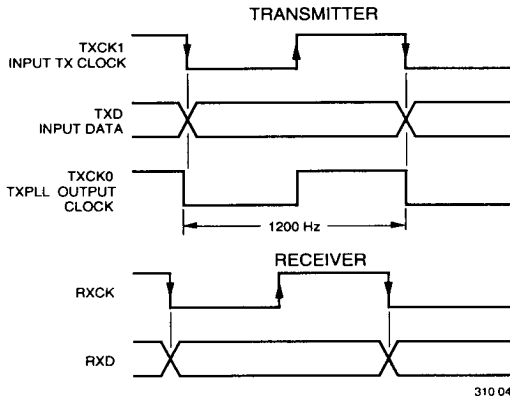 TRANSMITTER
TXCK1
INPUT TX CLOCK
TXD
INPUT DATA
TXCK0
TXPLL OUTPUT
CLOCK
1200 Hz
RECEIVER
RXCK
RXD
310 04